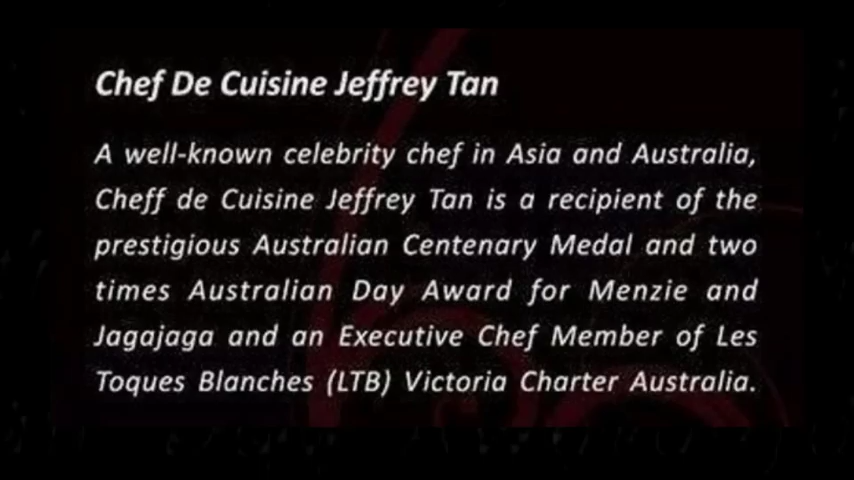 Chef De Cuisine Jeffrey Tan
A well-known celebrity chef in Asia and Australia,
Cheff de Cuisine Jeffrey Tan is a recipient of the
prestigious Australian Centenary Medal and two
times Australian Day Award for Menzie and
Jagajaga and an Executive Chef Member of Les
Toques Blanches (LTB) Victoria Charter Australia.